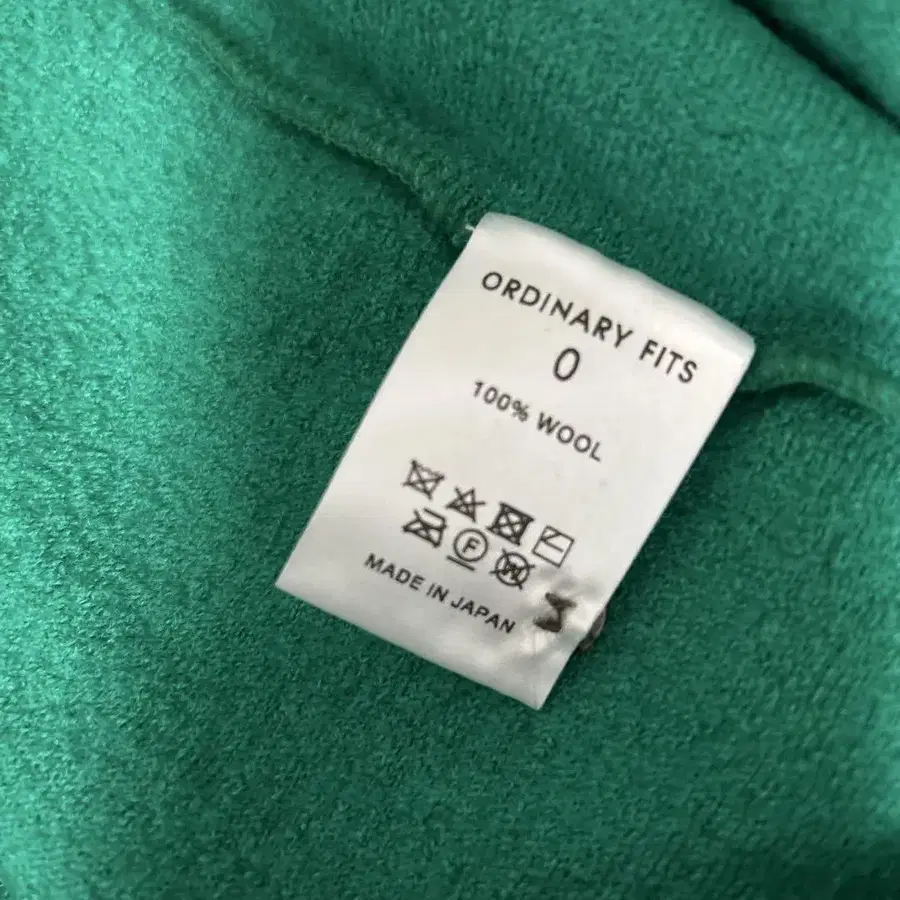 ORDINARY FITS
0
100% WOOL
F
W
MADE IN JAPAN